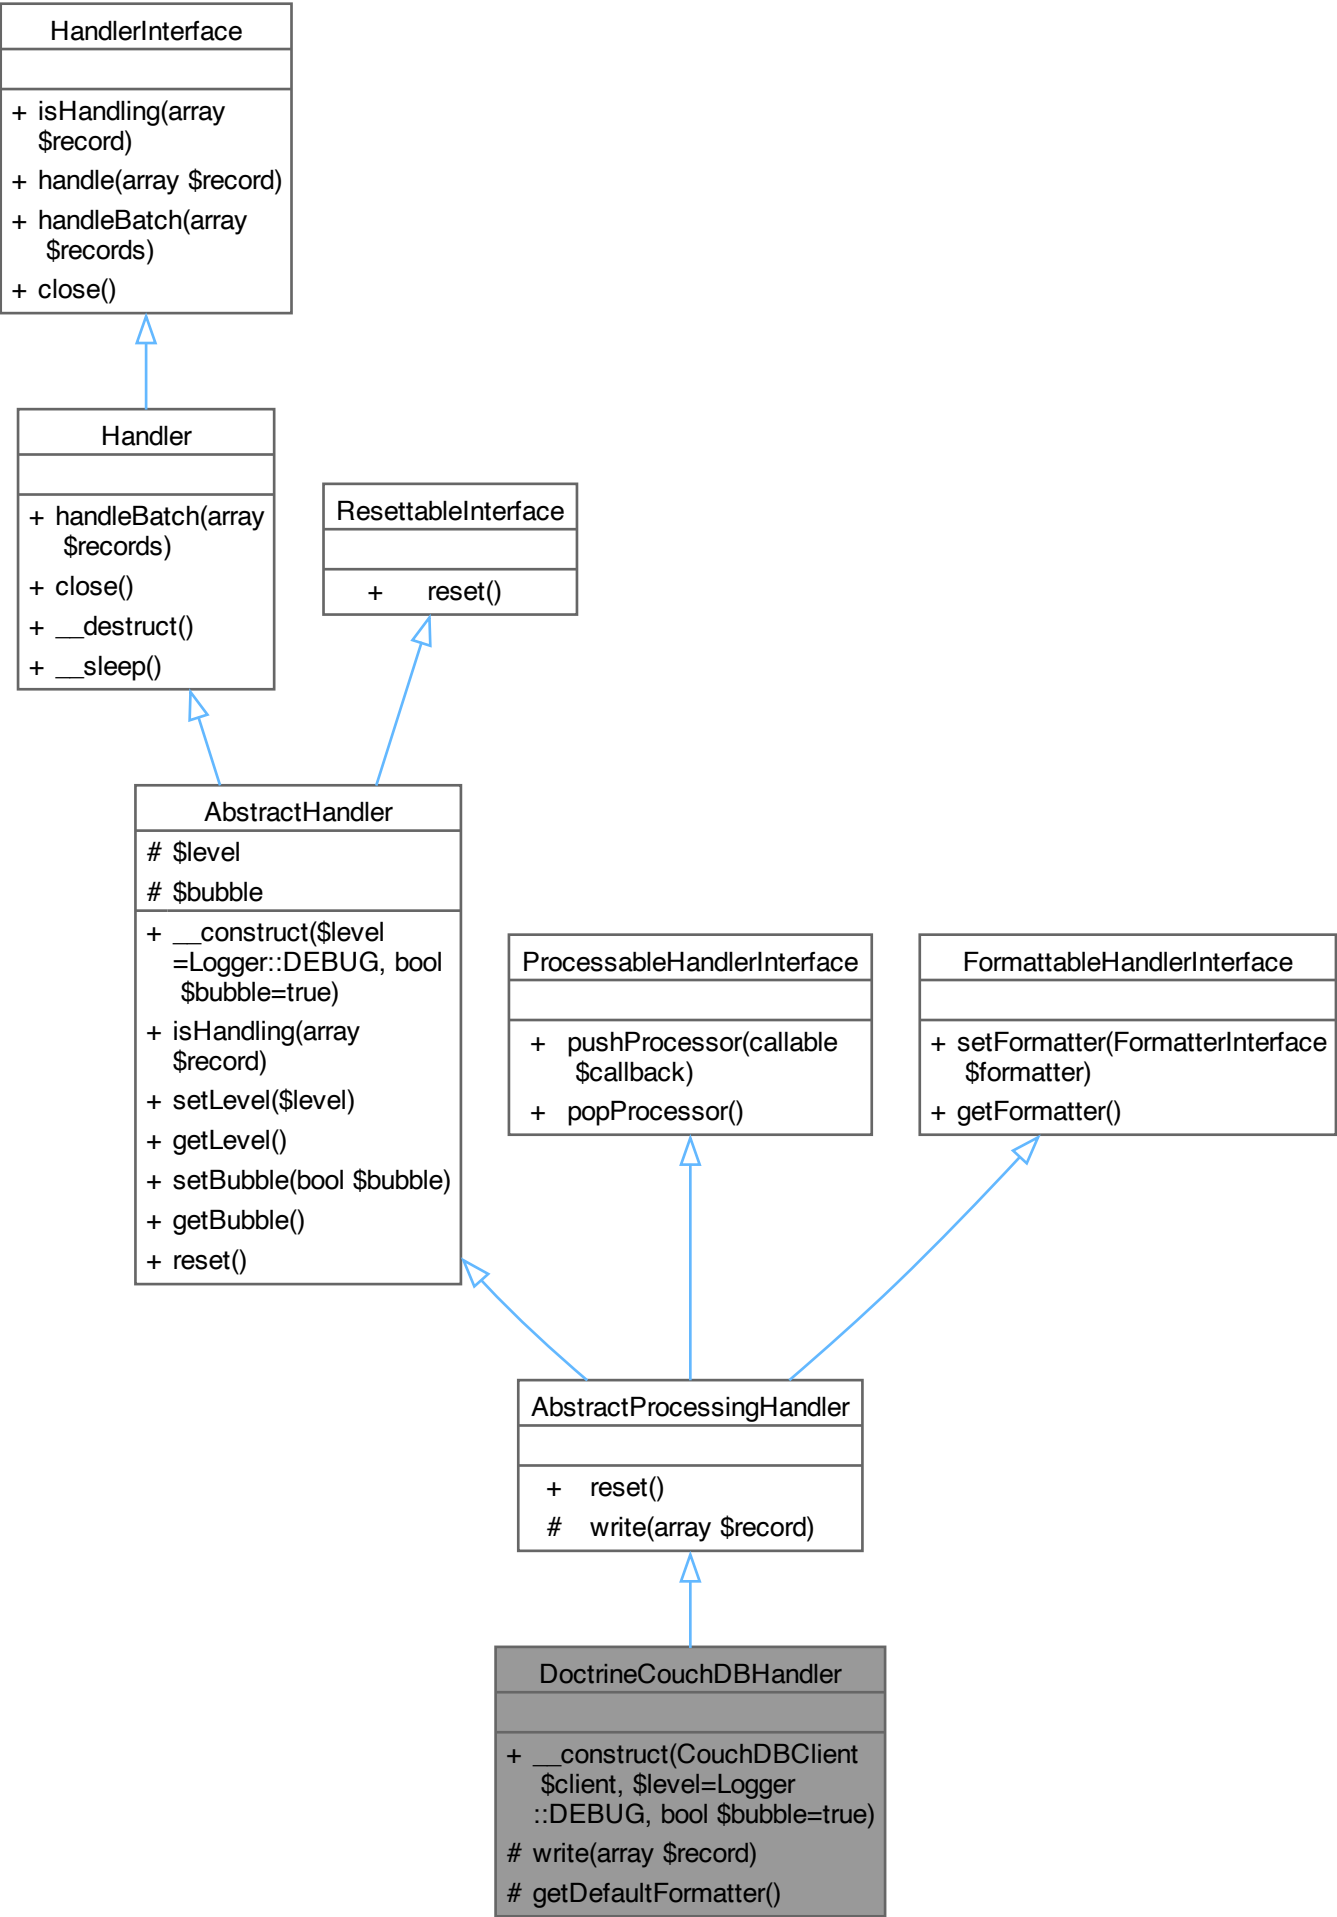 HandlerInterface
+ isHandling(array
$record)
+ handle(array $record)
+ handleBatch(array
$records)
+ close()
Handler
+ handleBatch(array
$records)
+ close()
+ __destruct()
+ __sleep()
ResettableInterface
+ reset()
AbstractHandler
# $level
# $bubble
+ __construct($level
=Logger::DEBUG, bool
$bubble=true)
+ isHandling(array
$record)
+ setLevel($level)
+ getLevel()
+ setBubble(bool $bubble)
+ getBubble()
+ reset()
ProcessableHandlerInterface
+ pushProcessor(callable
$callback)
+ popProcessor()
FormattableHandlerInterface
+ setFormatter(FormatterInterface
$formatter)
+ getFormatter()
AbstractProcessingHandler
+ reset()
# write(array $record)
DoctrineCouchDBHandler
+ __construct(CouchDBClient
$client, $level=Logger
::DEBUG, bool $bubble=true)
# write(array $record)
# getDefaultFormatter()